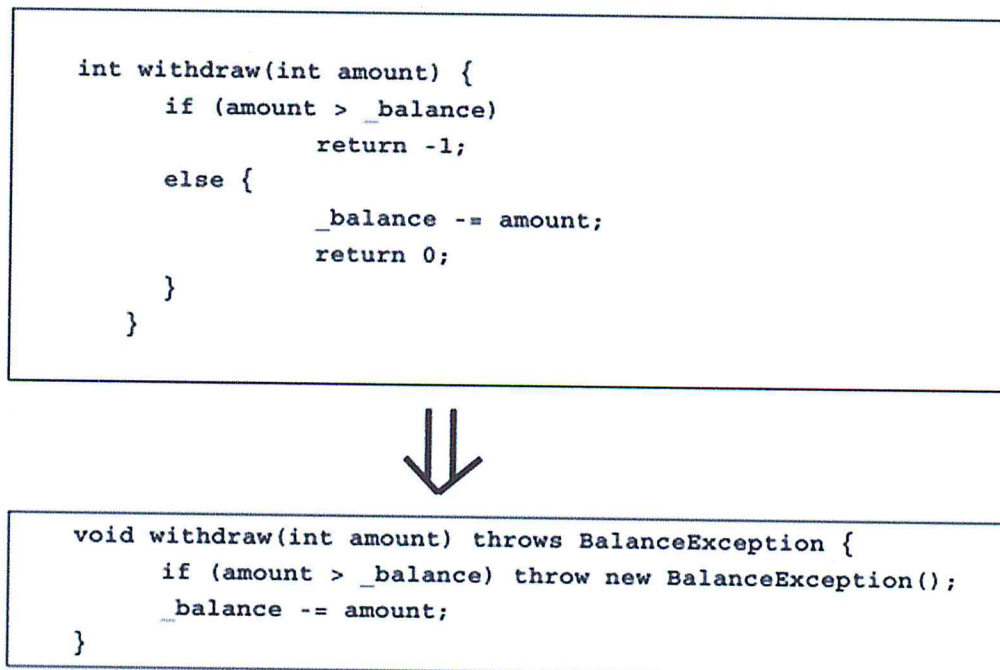 int withdraw(int amount) {
if (amount > _balance)
return -1;
else {
_balance -= amount;
return 0;
}
}
void withdraw(int amount) throws BalanceException {
if (amount > _balance) throw new BalanceException();
_balance -= amount;
}